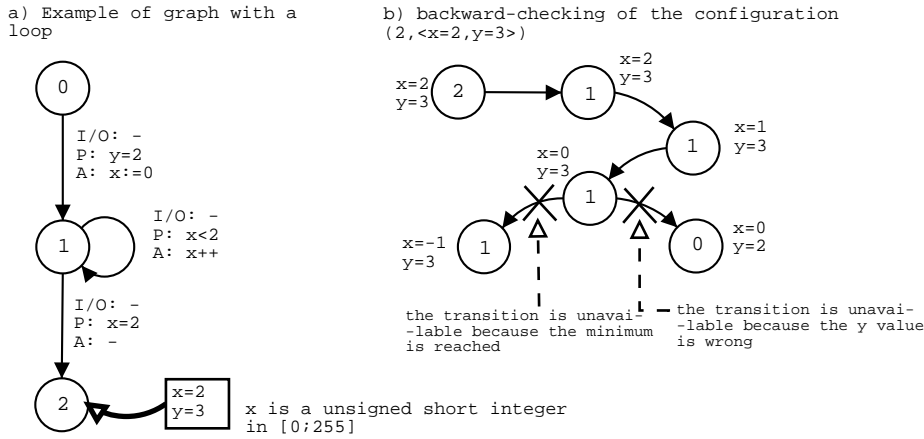 a) Example of graph with a
loop
0
I/O: -
P: y=2
A: x:=0
1
I/O: -
P: x<2
A: x++
I/O: -
P: x=2
A: -
2
x=2
y=3
x is a unsigned short integer
in [0;255]
b) backward-checking of the configuration
(2,<x=2,y=3>)
x=2
y=3
2
1
x=2
y=3
1
x=1
y=3
x=0
y=3
1
x=-1
y=3
1
0
x=0
y=2
the transition is unavai-
-lable because the minimum
is reached
the transition is unavai-
-lable because the y value
is wrong